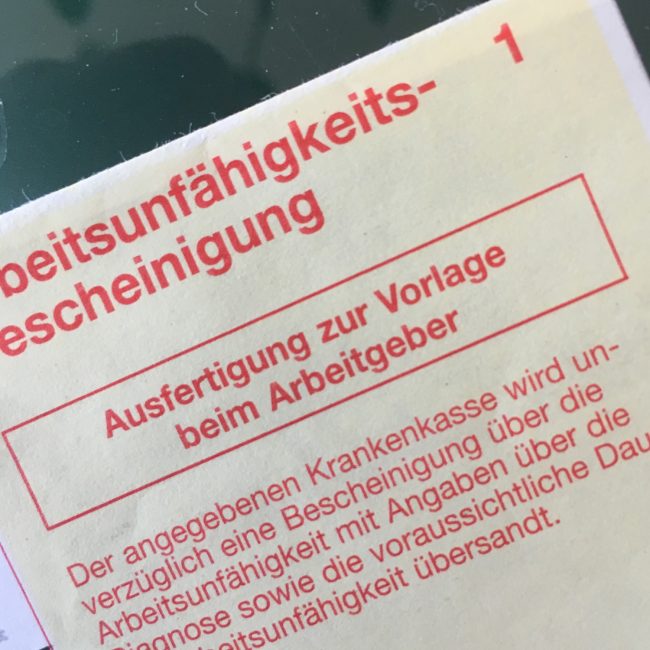 1
beitsunfähigkeits-
escheinigung
Ausfertigung zur Vorlage
beim Arbeitgeber
Der angegebenen Krankenkasse wird un-
verzüglich eine Bescheinigung über die
Arbeitsunfähigkeit mit Angaben über die
Diagnose sowie die voraussichtliche Dau
beitsunfähigkeit übersandt.